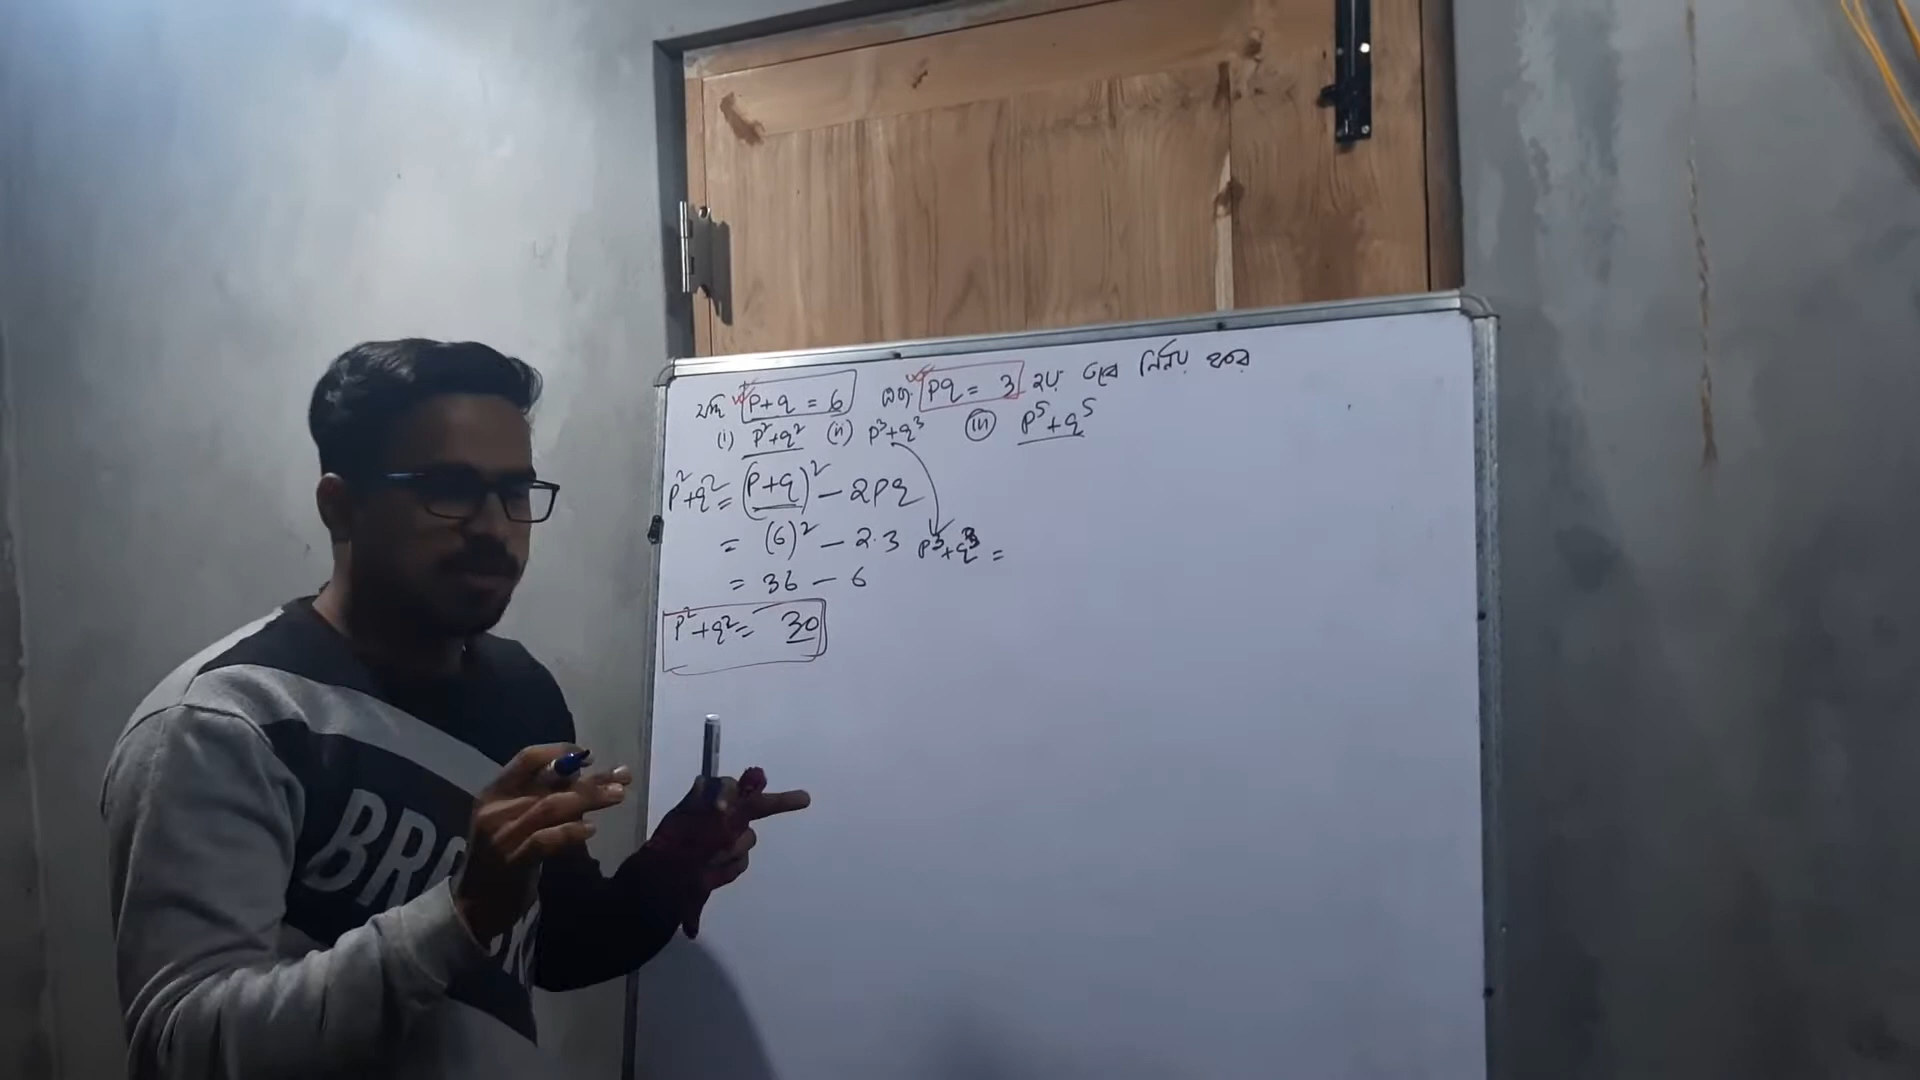 যদি p+q = 6 এবং pq = 3 হয় তবে নির্ণয় কর
(i) p²+q² (ii) p³+q³ (iii) p⁵+q⁵
p²+q² = (p+q)² – 2pq
= (6)² – 2·3
p³+q³ =
= 36 – 6
p²+q² = 30